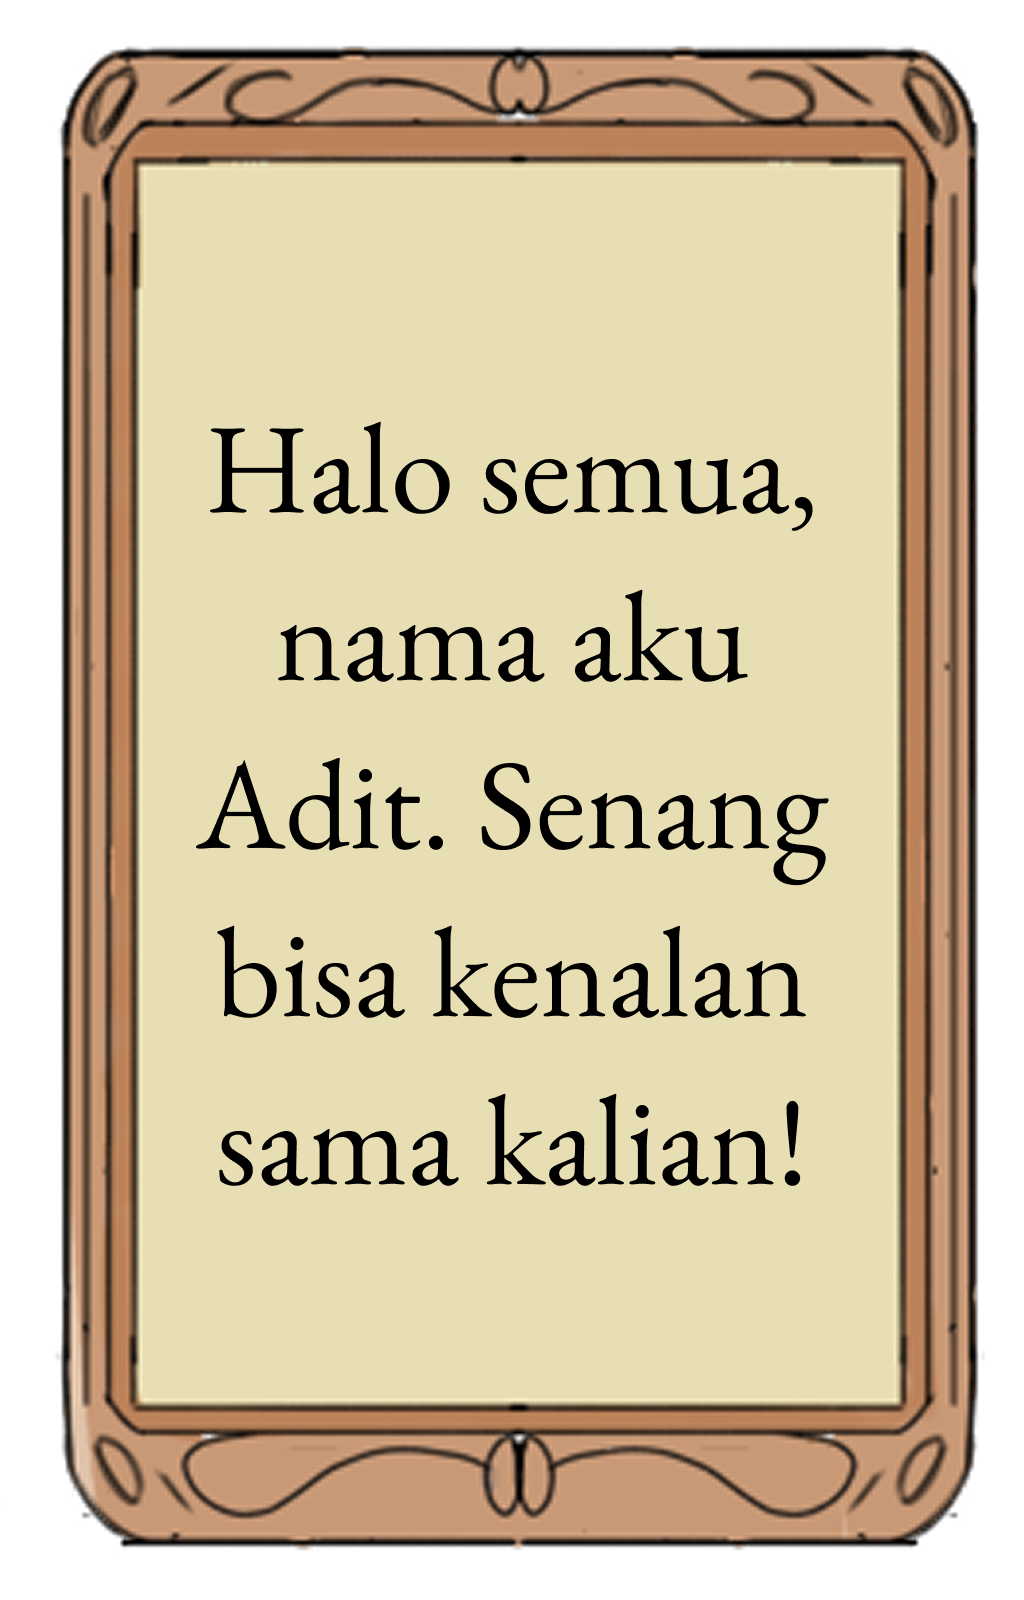 Halo semua,
nama aku
Adit. Senang
bisa kenalan
sama kalian!